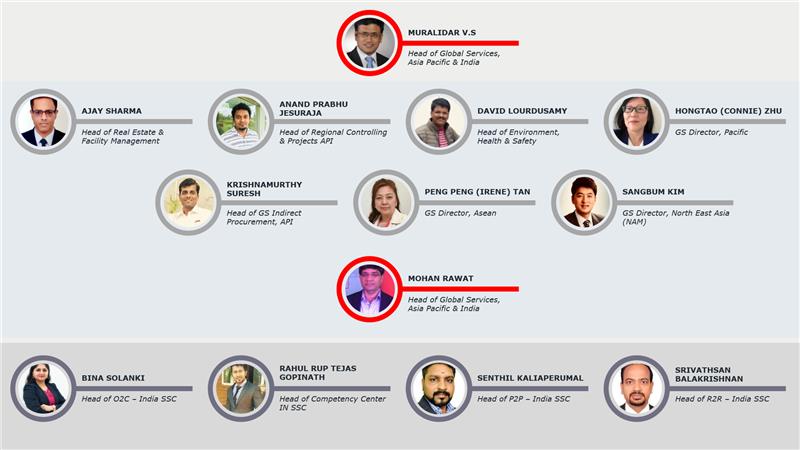 MURALIDAR V.S
Head of Global Services,
Asia Pacific & India
AJAY SHARMA
Head of Real Estate &
Facility Management
ANAND PRABHU
JESURAJA
Head of Regional Controlling
& Projects API
DAVID LOURDUSAMY
Head of Environment,
Health & Safety
HONGTAO (CONNIE) ZHU
GS Director, Pacific
KRISHNAMURTHY
SURESH
Head of GS Indirect
Procurement, API
PENG PENG (IRENE) TAN
GS Director, Asean
SANGBUM KIM
GS Director, North East Asia
(NAM)
MOHAN RAWAT
Head of Global Services,
Asia Pacific & India
BINA SOLANKI
Head of O2C – India SSC
RAHUL RUP TEJAS
GOPINATH
Head of Competency Center
IN SSC
SENTHIL KALIAPERUMAL
Head of P2P – India SSC
SRIVATHSAN
BALAKRISHNAN
Head of R2R – India SSC